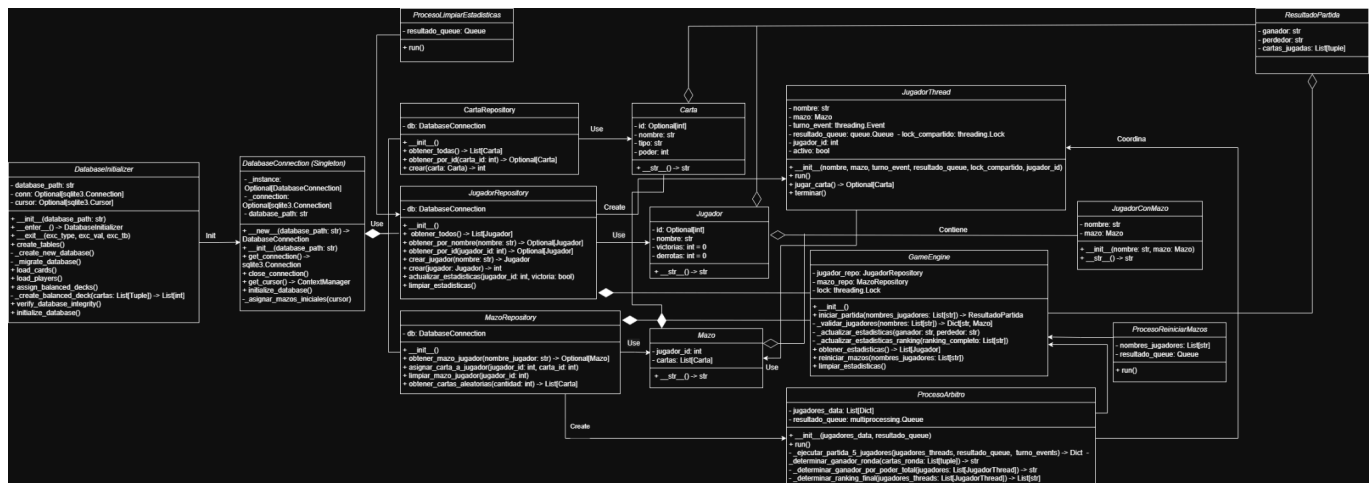 ProcesoLimpiarEstadisticas
- resultado_queue: Queue
+ run()
ResultadoPartida
- ganador: str
- perdedor: str
- cartas_jugadas: List[tuple]
CartaRepository
- db: DatabaseConnection
+ __init__()
+ obtener_todas() -> List[Carta]
+ obtener_por_id(carta_id: int) -> Optional[Carta]
+ crear(carta: Carta) -> int
Use
Carta
- id: Optional[int]
- nombre: str
- tipo: str
- poder: int
+ __str__() -> str
JugadorThread
- nombre: str
- mazo: Mazo
- turno_event: threading.Event
- resultado_queue: queue.Queue - lock_compartido: threading.Lock
- jugador_id: int
- activo: bool
+ __init__(nombre, mazo, turno_event, resultado_queue, lock_compartido, jugador_id)
+ run()
+ jugar_carta() -> Optional[Carta]
+ terminar()
Coordina
DatabaseInitializer
- database_path: str
- conn: Optional[sqlite3.Connection]
- cursor: Optional[sqlite3.Cursor]
+ __init__(database_path: str)
+ __enter__() -> DatabaseInitializer
+ __exit__(exc_type, exc_val, exc_tb)
+ create_tables()
- _create_new_database()
- _migrate_database()
+ load_cards()
+ load_players()
+ assign_balanced_decks()
- _create_balanced_deck(cartas: List[Tuple]) -> List[int]
+ verify_database_integrity()
+ initialize_database()
Init
DatabaseConnection (Singleton)
- _instance:
Optional[DatabaseConnection]
- _connection:
Optional[sqlite3.Connection]
- database_path: str
+ __new__(database_path: str) ->
DatabaseConnection
+ __init__(database_path: str)
+ get_connection() ->
sqlite3.Connection
+ close_connection()
+ get_cursor() -> ContextManager
+ initialize_database()
- _asignar_mazos_iniciales(cursor)
Use
JugadorRepository
- db: DatabaseConnection
+ __init__()
+ obtener_todos() -> List[Jugador]
+ obtener_por_nombre(nombre: str) -> Optional[Jugador]
+ obtener_por_id(jugador_id: int) -> Optional[Jugador]
+ crear_jugador(nombre: str) -> Jugador
+ crear(jugador: Jugador) -> int
+ actualizar_estadisticas(jugador_id: int, victoria: bool)
+ limpiar_estadisticas()
Create
Use
Jugador
- id: Optional[int]
- nombre: str
- victorias: int = 0
- derrotas: int = 0
+ __str__() -> str
Contiene
JugadorConMazo
- nombre: str
- mazo: Mazo
+ __init__(nombre: str, mazo: Mazo)
+ __str__() -> str
GameEngine
- jugador_repo: JugadorRepository
- mazo_repo: MazoRepository
- lock: threading.Lock
+ __init__()
+ iniciar_partida(nombres_jugadores: List[str]) -> ResultadoPartida
- _validar_jugadores(nombres: List[str]) -> Dict[str, Mazo]
- _actualizar_estadisticas(ganador: str, perdedor: str)
- _actualizar_estadisticas_ranking(ranking_completo: List[str])
+ obtener_estadisticas() -> List[Jugador]
+ reiniciar_mazos(nombres_jugadores: List[str])
+ limpiar_estadisticas()
MazoRepository
- db: DatabaseConnection
+ __init__()
+ obtener_mazo_jugador(nombre_jugador: str) -> Optional[Mazo]
+ asignar_carta_a_jugador(jugador_id: int, carta_id: int)
+ limpiar_mazo_jugador(jugador_id: int)
+ obtener_cartas_aleatorias(cantidad: int) -> List[Carta]
Use
Mazo
- jugador_id: int
- cartas: List[Carta]
+ __str__() -> str
Use
ProcesoReiniciarMazos
- nombres_jugadores: List[str]
- resultado_queue: Queue
+ run()
Create
ProcesoArbitro
- jugadores_data: List[Dict]
- resultado_queue: multiprocessing.Queue
+ __init__(jugadores_data, resultado_queue)
+ run()
- _ejecutar_partida_5_jugadores(jugadores_threads, resultado_queue, turno_events) -> Dict -
_determinar_ganador_ronda(cartas_ronda: List[tuple]) -> str
- _determinar_ganador_por_poder_total(jugadores: List[JugadorThread]) -> str
- _determinar_ranking_final(jugadores_threads: List[JugadorThread]) -> List[str]